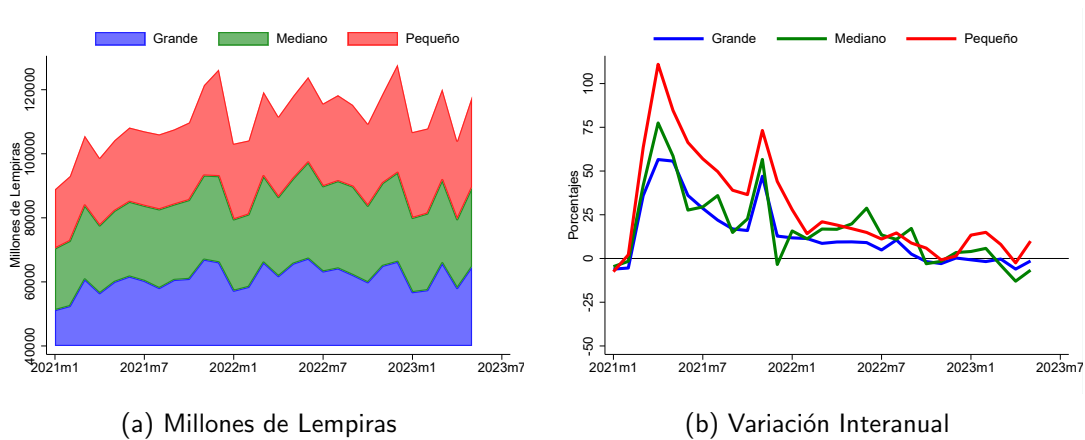 Grande Mediano Pequeño
Millones de Lempiras
120000
100000
80000
60000
40000
2021m1 2021m7 2022m1 2022m7 2023m1 2023m7
(a) Millones de Lempiras
Grande Mediano Pequeño
Porcentajes
100
75
50
25
0
-25
-50
2021m1 2021m7 2022m1 2022m7 2023m1 2023m7
(b) Variación Interanual